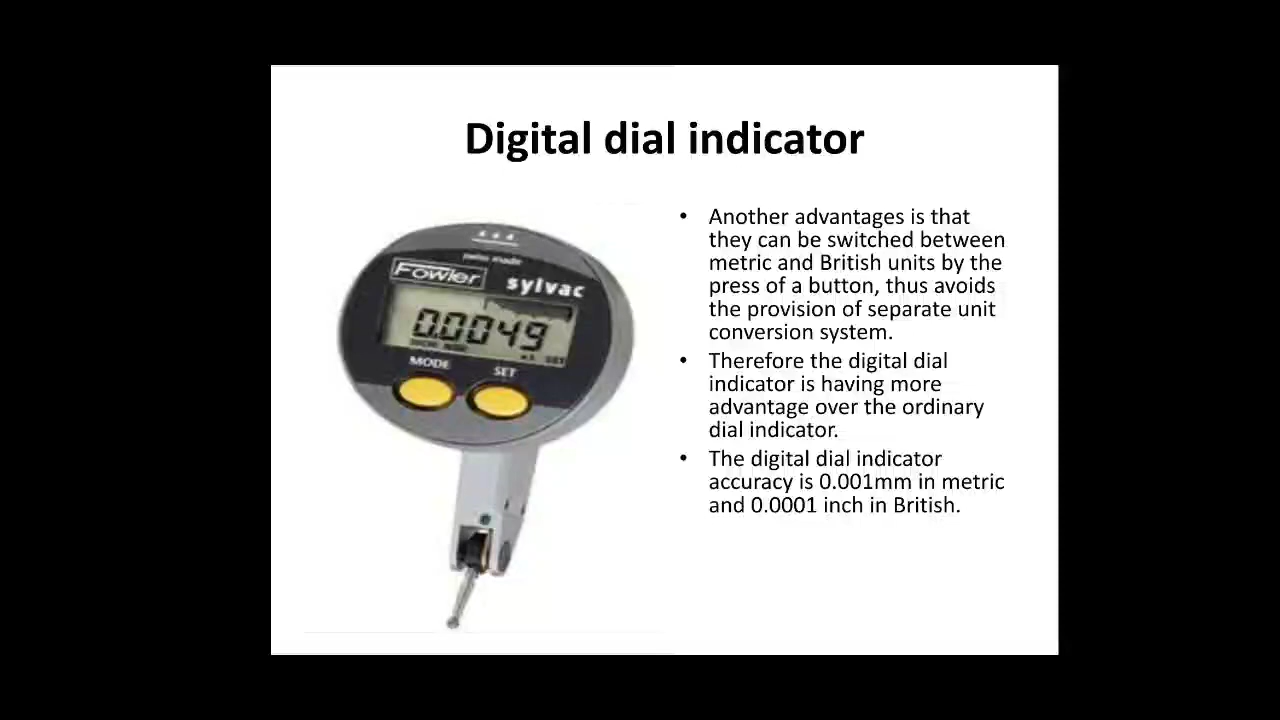 Digital dial indicator
swiss made
Fowler
sylvac
0.0049
MODE
SET
• Another advantages is that
they can be switched between
metric and British units by the
press of a button, thus avoids
the provision of separate unit
conversion system.
• Therefore the digital dial
indicator is having more
advantage over the ordinary
dial indicator.
• The digital dial indicator
accuracy is 0.001mm in metric
and 0.0001 inch in British.